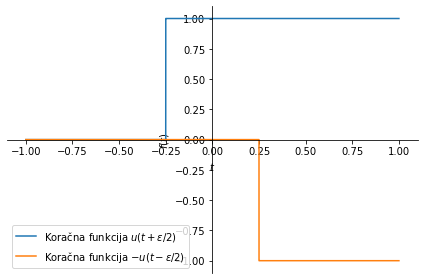 1.00
0.75
0.50
0.25
0.00
−1.00 −0.75 −0.50 −0.25 0.00 0.25 0.50 0.75 1.00
f(t)
t
−0.25
−0.50
−0.75
−1.00
Koračna funkcija u(t + ε/2)
Koračna funkcija −u(t − ε/2)